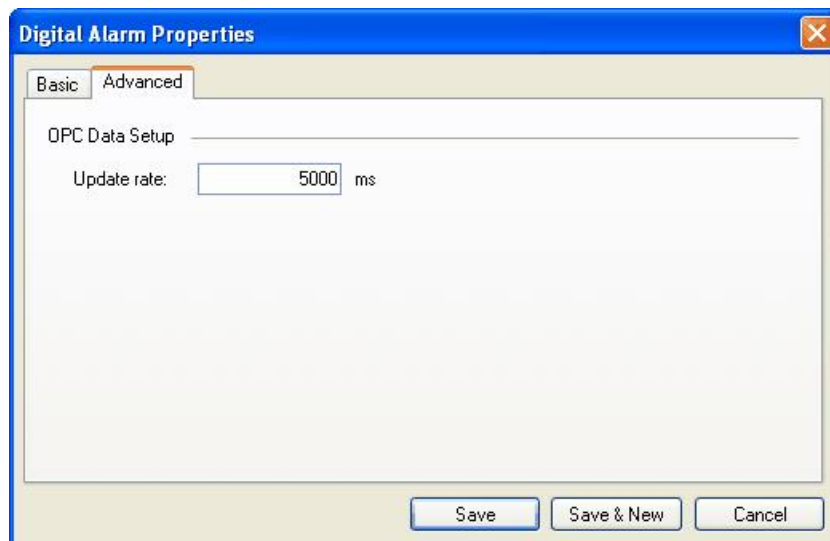 Digital Alarm Properties
Basic Advanced
OPC Data Setup
Update rate: 5000 ms
Save Save & New Cancel